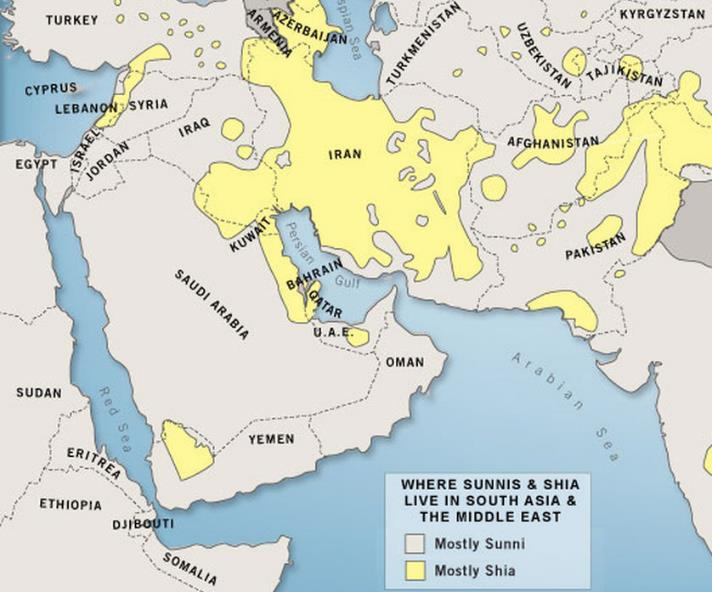 KYRGYZSTAN
TURKEY
ARMENIA
AZERBAIJAN
Caspian Sea
TURKMENISTAN
UZBEKISTAN
TAJIKISTAN
CYPRUS
LEBANON
SYRIA
IRAQ
IRAN
AFGHANISTAN
EGYPT
ISRAEL
JORDAN
KUWAIT
Persian
Gulf
PAKISTAN
BAHRAIN
QATAR
SAUDI ARABIA
U.A.E.
OMAN
Arabian Sea
SUDAN
Red Sea
YEMEN
ERITREA
ETHIOPIA
DJIBOUTI
SOMALIA
WHERE SUNNIS & SHIA
LIVE IN SOUTH ASIA &
THE MIDDLE EAST
Mostly Sunni
Mostly Shia